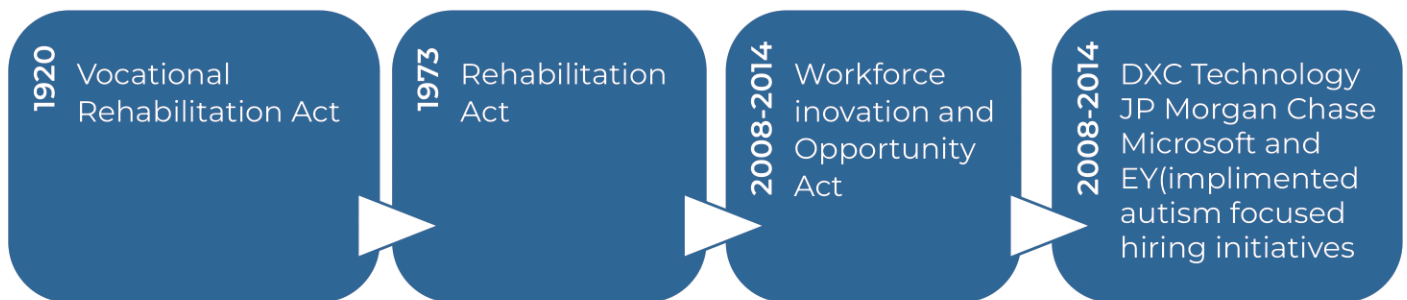 1920
Vocational
Rehabilitation Act
1973
Rehabilitation
Act
2008-2014
Workforce
inovation and
Opportunity
Act
2008-2014
DXC Technology
JP Morgan Chase
Microsoft and
EY(implimented
autism focused
hiring initiatives